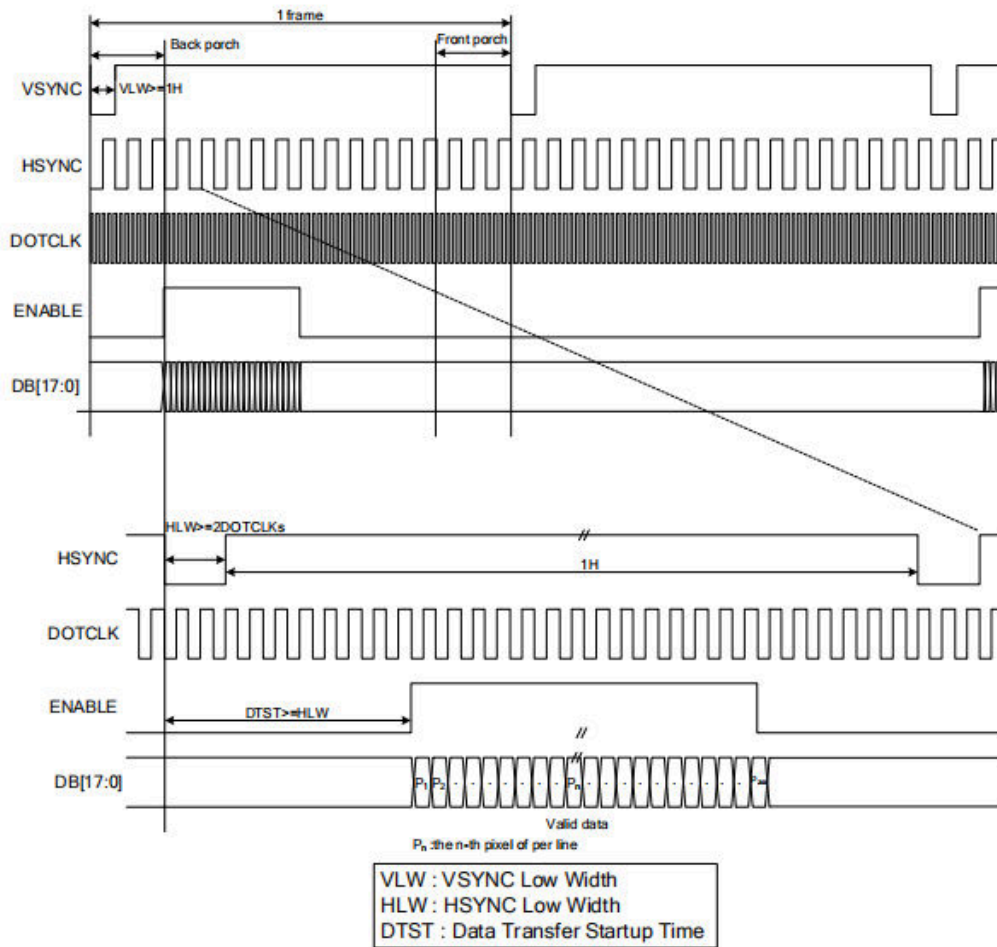 1 frame
Back porch
Front porch
VSYNC
VLW>=1H
HSYNC
DOTCLK
ENABLE
DB[17:0]
HLW>=2DOTCLKs
HSYNC
//
1H
DOTCLK
ENABLE
DTST>=HLW
//
//
DB[17:0]
P1 P2 - - - - - - - Pn - - - - - - - - -
Valid data
Pn :the n-th pixel of per line
VLW : VSYNC Low Width
HLW : HSYNC Low Width
DTST : Data Transfer Startup Time